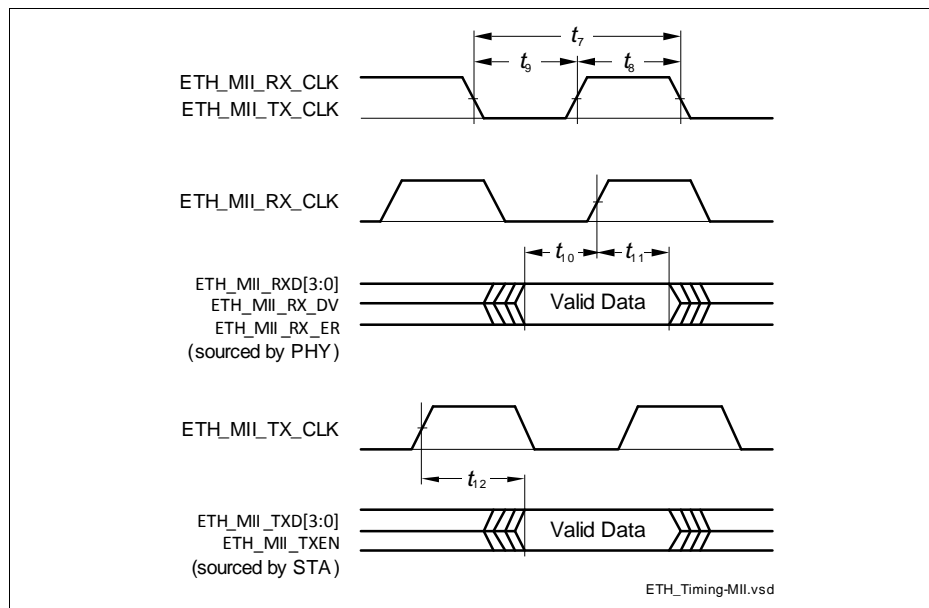 t7
t9 t8
ETH_MII_RX_CLK
ETH_MII_TX_CLK
ETH_MII_RX_CLK
t10 t11
ETH_MII_RXD[3:0]
ETH_MII_RX_DV
Valid Data
ETH_MII_RX_ER
(sourced by PHY)
ETH_MII_TX_CLK
t12
ETH_MII_TXD[3:0]
Valid Data
ETH_MII_TXEN
(sourced by STA)
ETH_Timing-MII.vsd